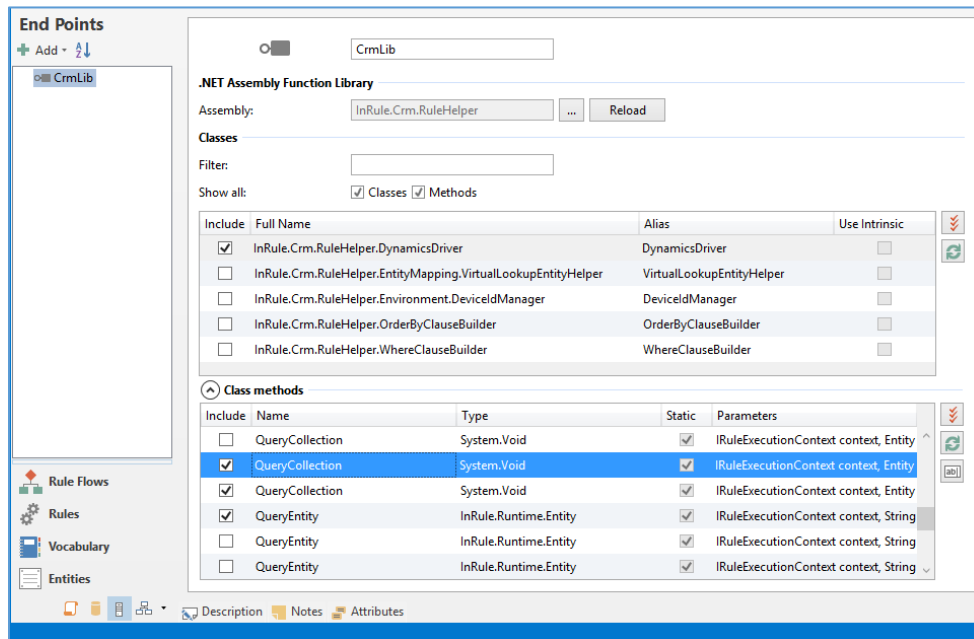 End Points
Add
CrmLib
CrmLib
.NET Assembly Function Library
Assembly: InRule.Crm.RuleHelper ... Reload
Classes
Filter:
Show all: Classes Methods
Include Full Name Alias Use Intrinsic
InRule.Crm.RuleHelper.DynamicsDriver DynamicsDriver
InRule.Crm.RuleHelper.EntityMapping.VirtualLookupEntityHelper VirtualLookupEntityHelper
InRule.Crm.RuleHelper.Environment.DeviceIdManager DeviceIdManager
InRule.Crm.RuleHelper.OrderByClauseBuilder OrderByClauseBuilder
InRule.Crm.RuleHelper.WhereClauseBuilder WhereClauseBuilder
Class methods
Include Name Type Static Parameters
QueryCollection System.Void IRuleExecutionContext context, Entity
QueryCollection System.Void IRuleExecutionContext context, Entity
QueryCollection System.Void IRuleExecutionContext context, Entity
QueryEntity InRule.Runtime.Entity IRuleExecutionContext context, String
QueryEntity InRule.Runtime.Entity IRuleExecutionContext context, String
QueryEntity InRule.Runtime.Entity IRuleExecutionContext context, String
Rule Flows
Rules
Vocabulary
Entities
Description Notes Attributes